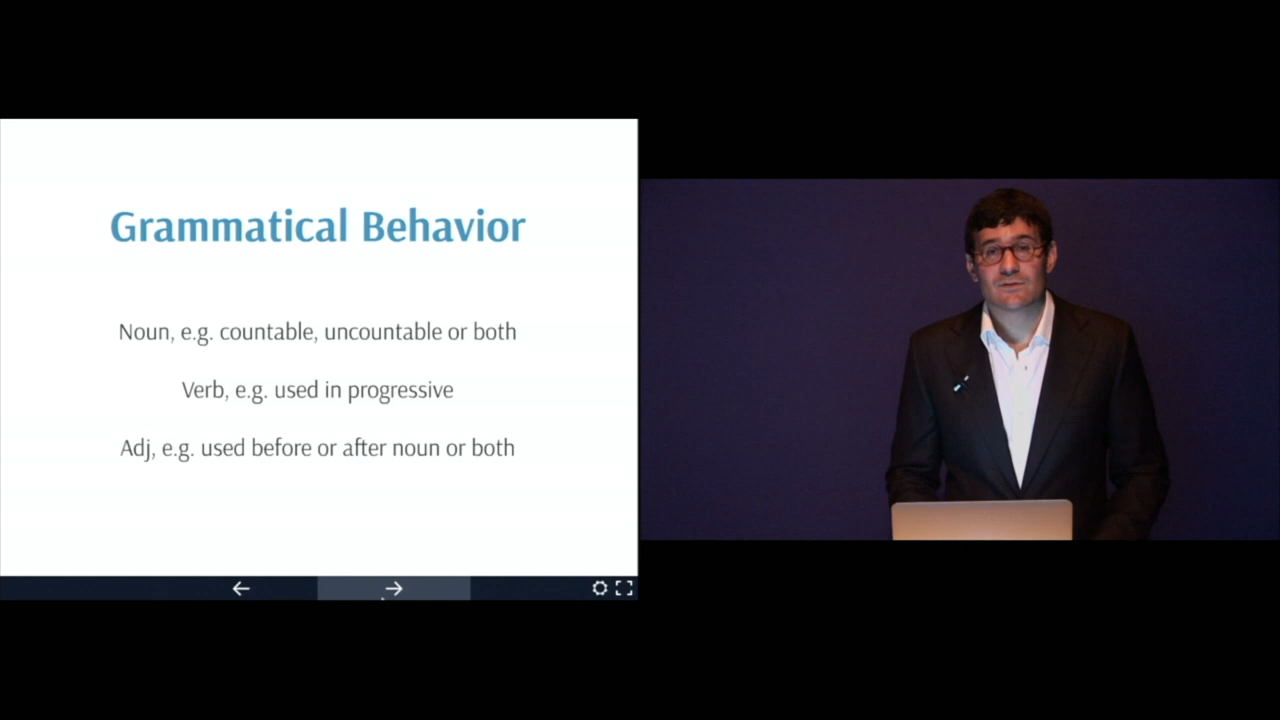 Grammatical Behavior
Noun, e.g. countable, uncountable or both
Verb, e.g. used in progressive
Adj, e.g. used before or after noun or both